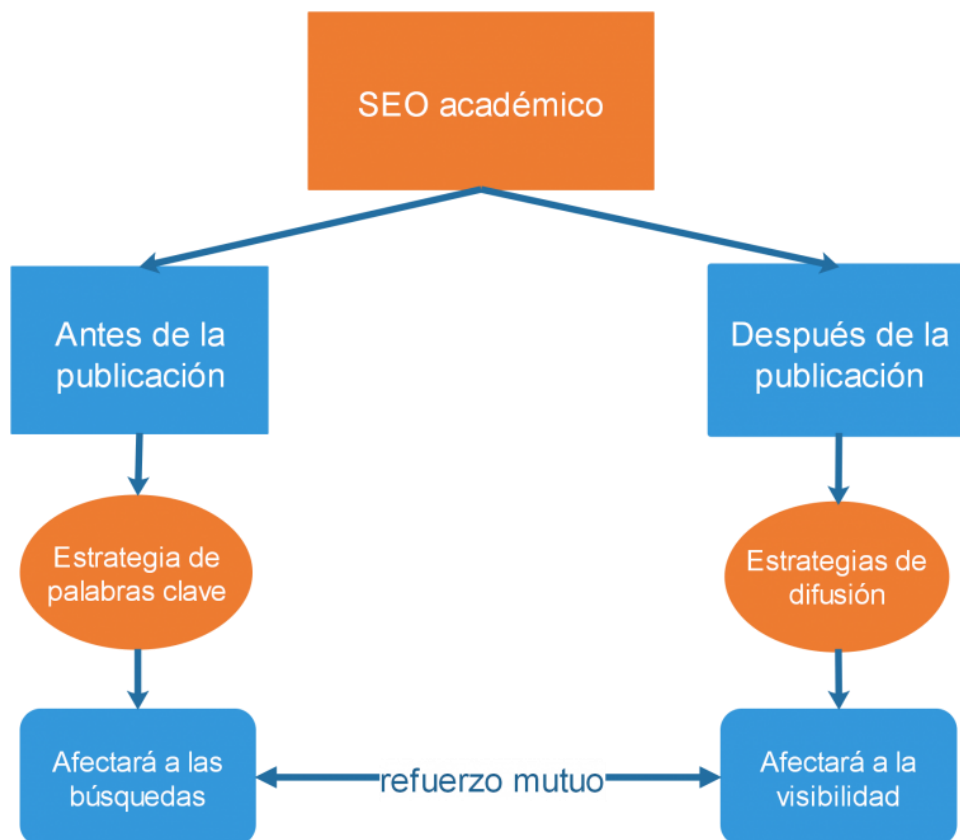 SEO académico
Antes de la
publicación
Después de la
publicación
Estrategia de
palabras clave
Estrategias de
difusión
Afectará a las
búsquedas
refuerzo mutuo
Afectará a la
visibilidad